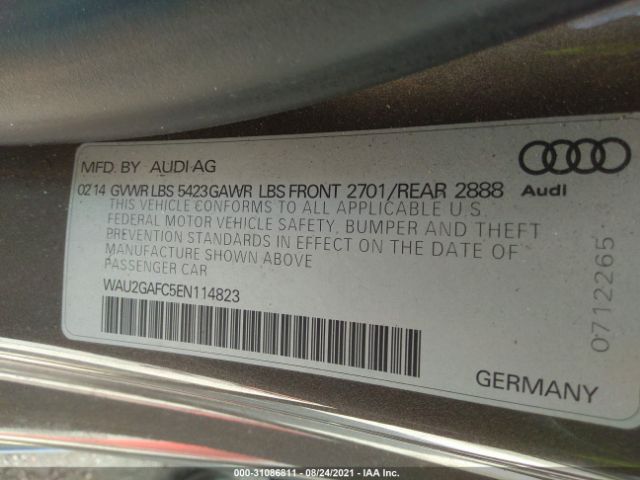 MFD. BY AUDI AG
02 14 GVWR LBS 5423 GAWR LBS FRONT 2701/REAR 2888
THIS VEHICLE CONFORMS TO ALL APPLICABLE U.S.
FEDERAL MOTOR VEHICLE SAFETY, BUMPER AND THEFT
PREVENTION STANDARDS IN EFFECT ON THE DATE OF
MANUFACTURE SHOWN ABOVE
PASSENGER CAR
WAU2GAFC5EN114823
Audi
0712265
GERMANY
000-31086811 - 08/24/2021 - IAA Inc.